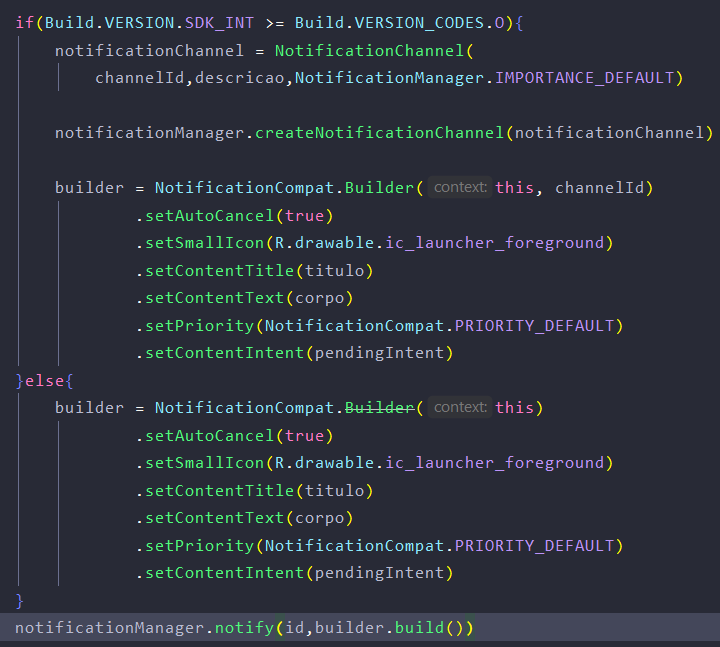 if(Build.VERSION.SDK_INT >= Build.VERSION_CODES.O){
notificationChannel = NotificationChannel(
channelId,descricao,NotificationManager.IMPORTANCE_DEFAULT)
notificationManager.createNotificationChannel(notificationChannel)
builder = NotificationCompat.Builder( context: this, channelId)
.setAutoCancel(true)
.setSmallIcon(R.drawable.ic_launcher_foreground)
.setContentTitle(titulo)
.setContentText(corpo)
.setPriority(NotificationCompat.PRIORITY_DEFAULT)
.setContentIntent(pendingIntent)
}else{
builder = NotificationCompat.Builder( context: this)
.setAutoCancel(true)
.setSmallIcon(R.drawable.ic_launcher_foreground)
.setContentTitle(titulo)
.setContentText(corpo)
.setPriority(NotificationCompat.PRIORITY_DEFAULT)
.setContentIntent(pendingIntent)
}
notificationManager.notify(id,builder.build())